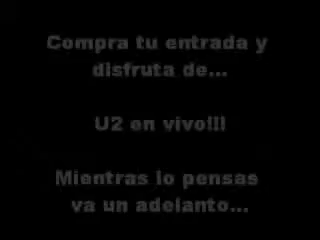 Compra tu entrada y
disfruta de...
U2 en vivo!!!
Mientras lo pensas
va un adelanto...